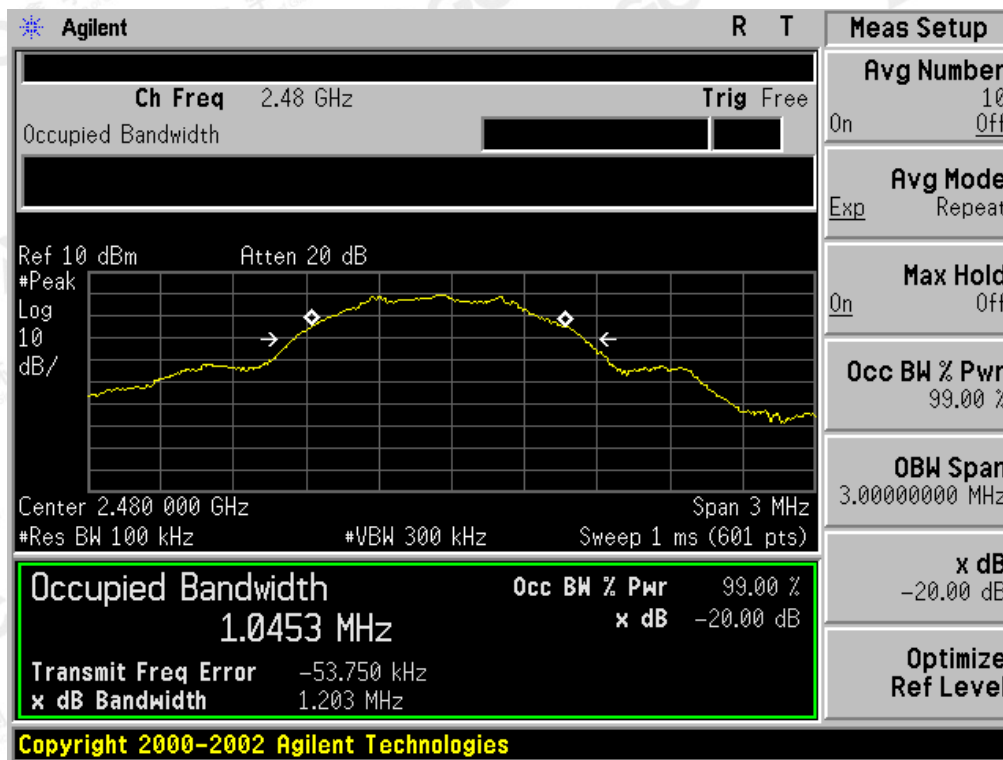 Agilent R T
Ch Freq 2.48 GHz Trig Free
Occupied Bandwidth
Ref 10 dBm Atten 20 dB
#Peak
Log
10
dB/
Center 2.480 000 GHz Span 3 MHz
#Res BW 100 kHz #VBW 300 kHz Sweep 1 ms (601 pts)
Occupied Bandwidth
1.0453 MHz
Occ BW % Pwr 99.00 %
x dB -20.00 dB
Transmit Freq Error -53.750 kHz
x dB Bandwidth 1.203 MHz
Copyright 2000-2002 Agilent Technologies
Meas Setup
Avg Number
10
On Off
Avg Mode
Exp Repeat
Max Hold
On Off
Occ BW % Pwr
99.00 %
OBW Span
3.00000000 MHz
x dB
-20.00 dB
Optimize
Ref Level